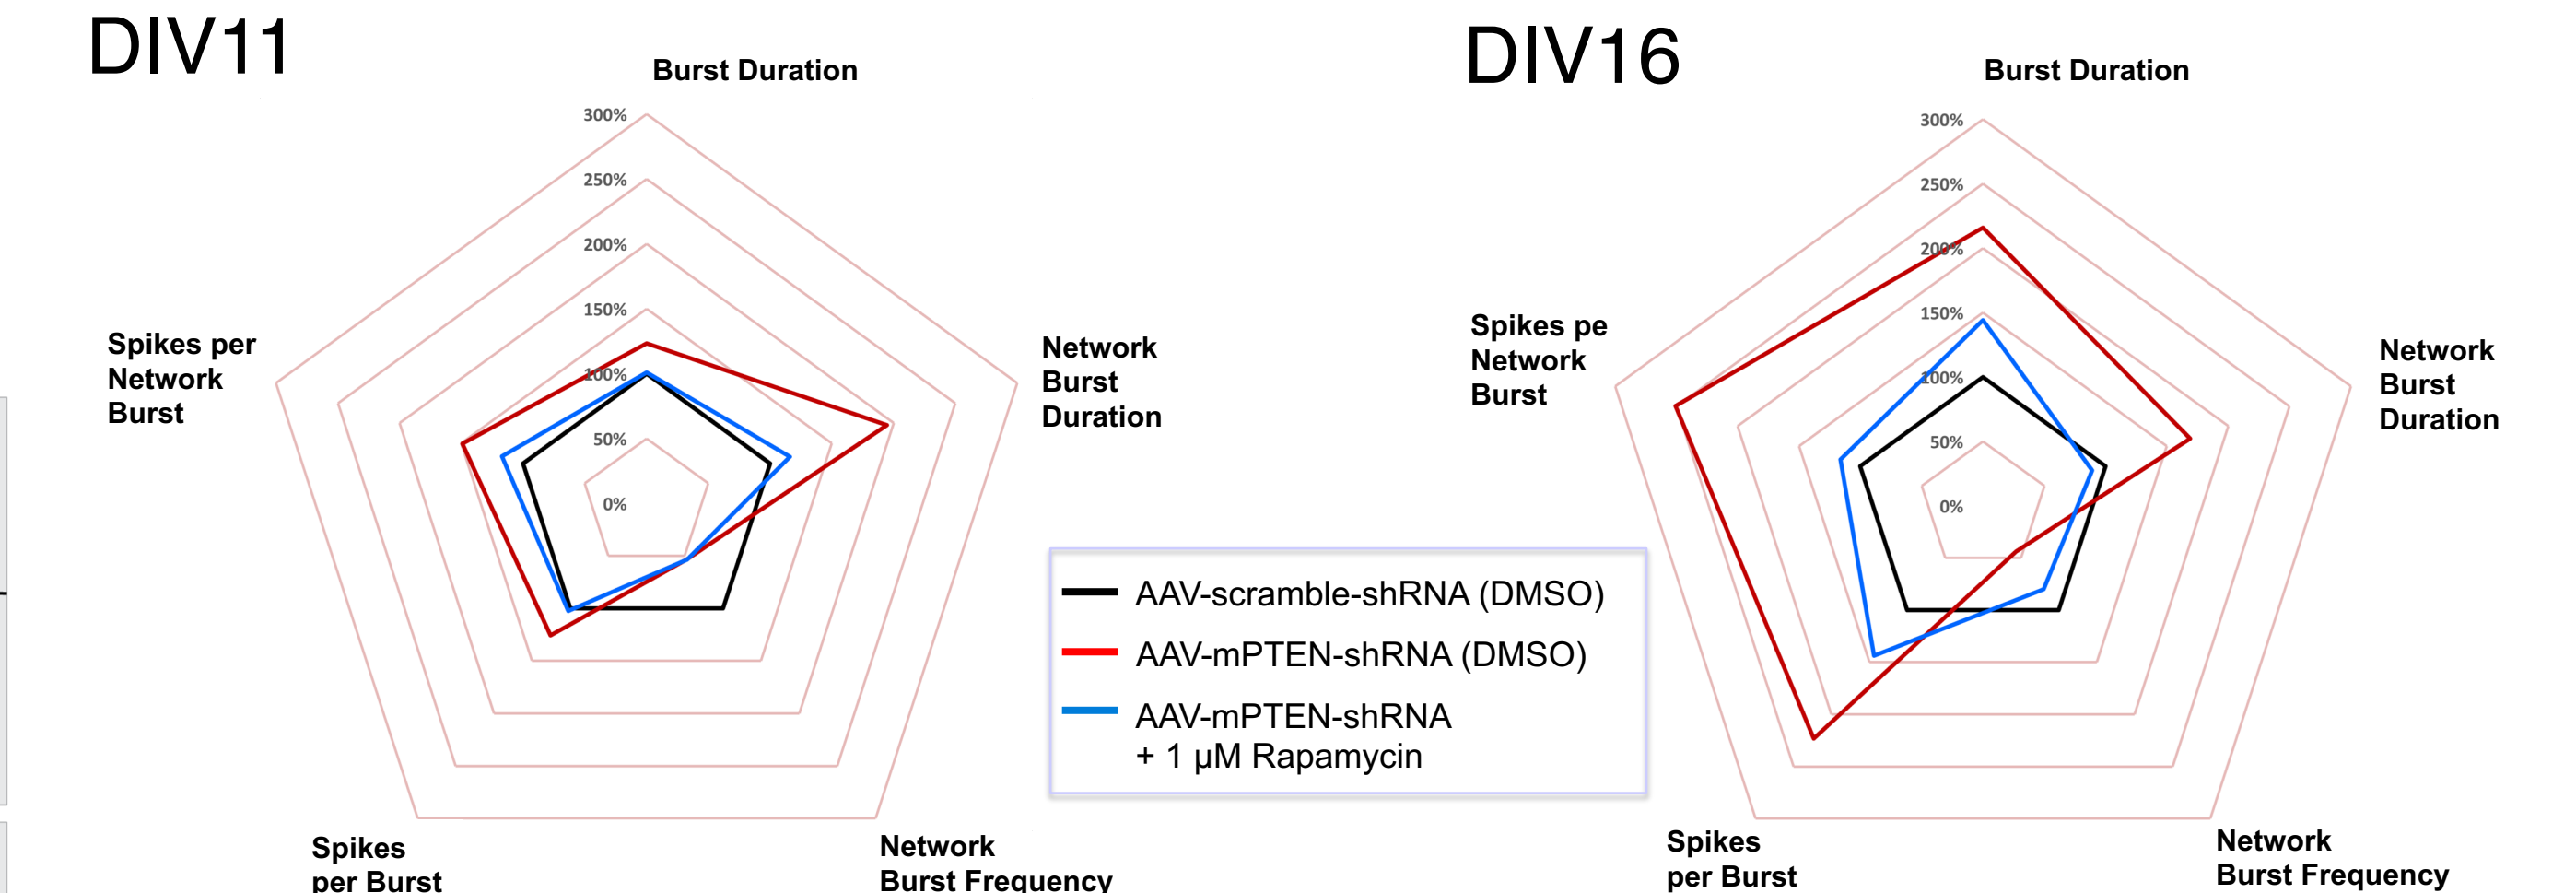 DIV11
Burst Duration
300%
250%
200%
150%
100%
50%
0%
Spikes per
Network
Burst
Network
Burst
Duration
Spikes
per Burst
Network
Burst Frequency
AAV-scramble-shRNA (DMSO)
AAV-mPTEN-shRNA (DMSO)
AAV-mPTEN-shRNA
+ 1 µM Rapamycin
DIV16
Burst Duration
300%
250%
200%
150%
100%
50%
0%
Spikes pe
Network
Burst
Network
Burst
Duration
Spikes
per Burst
Network
Burst Frequency